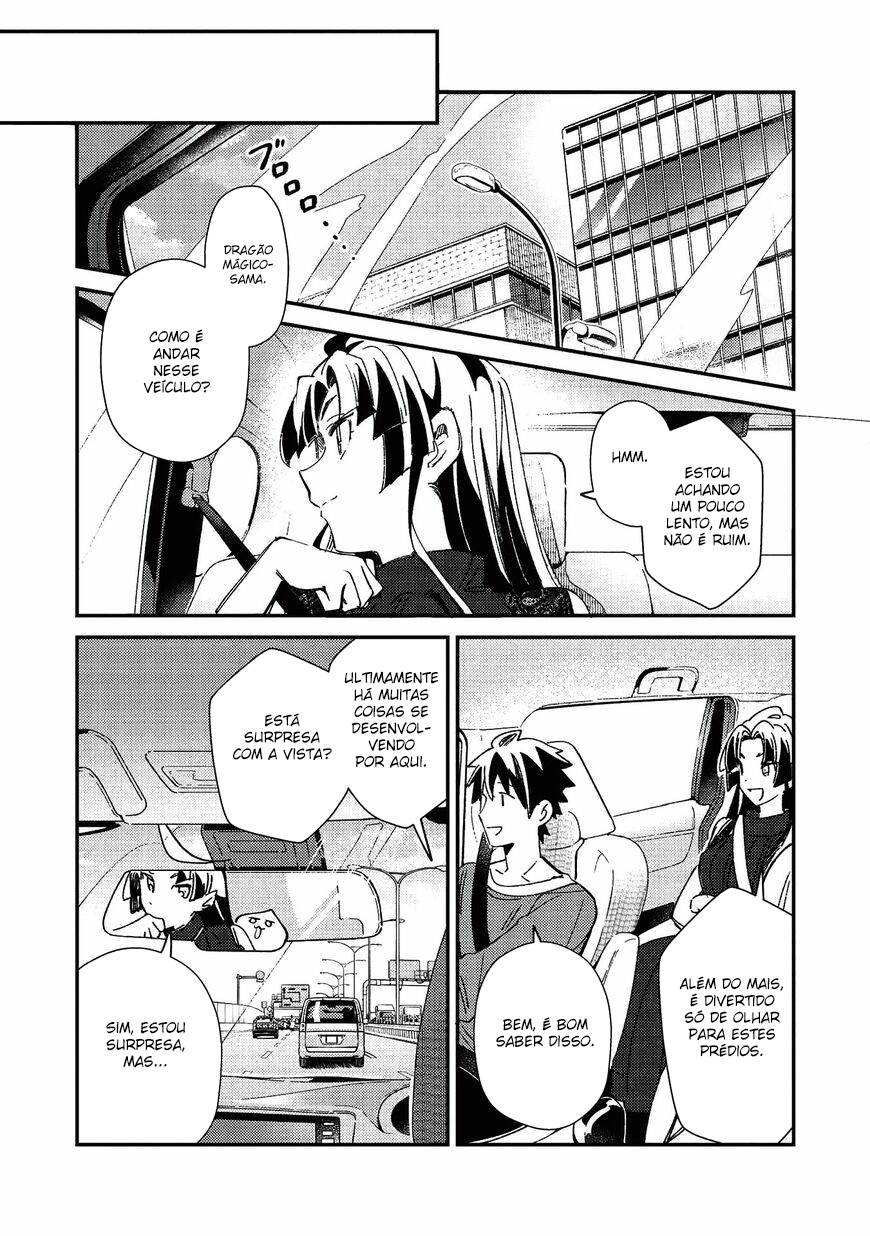 ブロロロ...
HMM.
ESTOU
ACHANDO
UM POUCO
LENTO, MAS
NÃO É RUIM.
DRAGÃO
MÁGICO-
SAMA.
COMO É
ANDAR
NESSE
VEÍCULO?
ALÉM DO MAIS,
É DIVERTIDO
SÓ DE OLHAR
PARA ESTES
PRÉDIOS.
BEM, É BOM
SABER DISSO.
ULTIMAMENTE
HÁ MUITAS
COISAS SE
DESENVOL-
VENDO
POR AQUI.
ESTÁ
SURPRESA
COM A VISTA?
SIM, ESTOU
SURPRESA,
MAS...